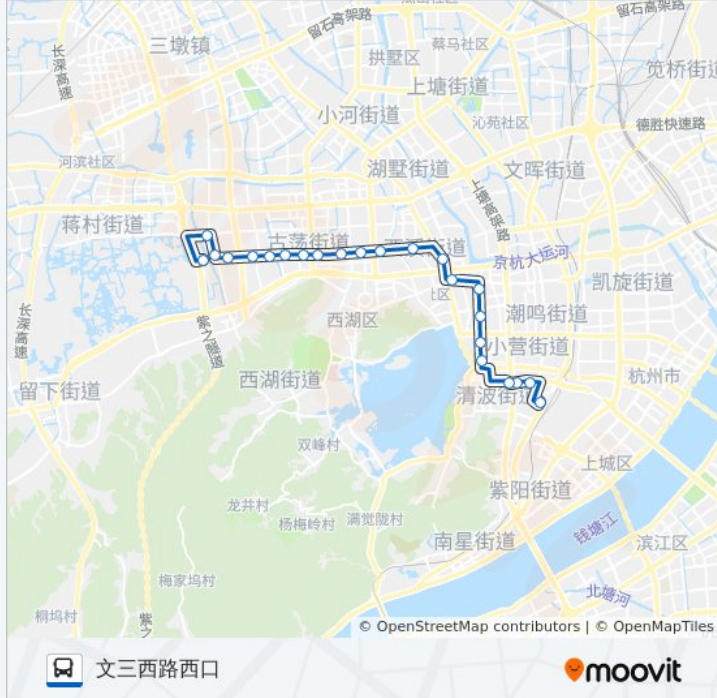 留石高架路
留石高架路
长深高速
三墩镇
蔡马社区
拱墅区
笕桥街道
上塘街道
小河街道
沁苑社区
德胜快速路
河滨社区
湖墅街道
文晖街道
上塘高架路
蒋村街道
古荡街道
京杭大运河
凯旋街道
社区
长深高速
潮鸣街道
紫之隧道
西湖区
小营街道
留下街道
西湖街道
杭州市
清波街道
双峰村
上城区
紫阳街道
龙井村
杨梅岭村
满觉陇村
钱塘江
南星街道
滨江区
梅家坞村
北塘河
桐坞村
紫之
© OpenStreetMap contributors | © OpenMapTiles
文三西路西口
moovit